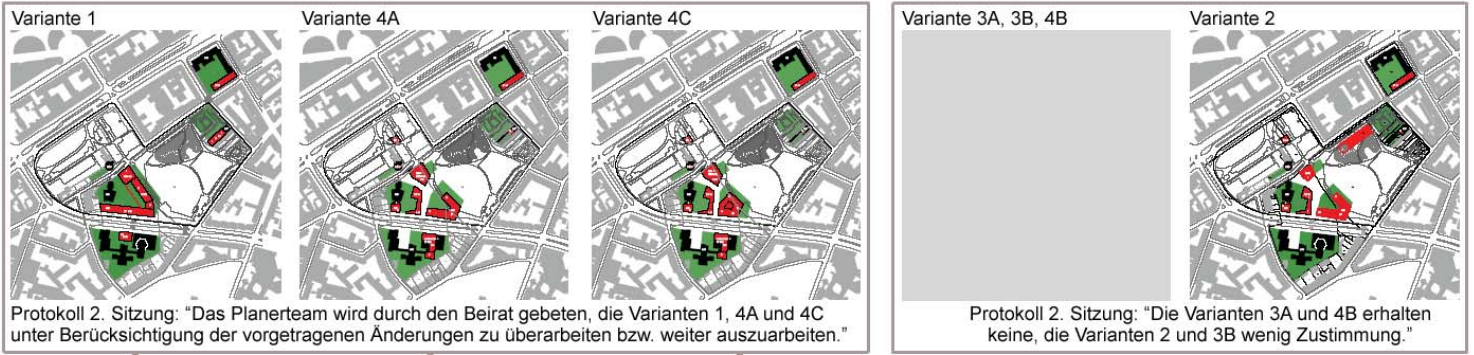 Variante 1
Variante 4A
Variante 4C
Protokoll 2. Sitzung: “Das Planerteam wird durch den Beirat gebeten, die Varianten 1, 4A und 4C
unter Berücksichtigung der vorgetragenen Änderungen zu überarbeiten bzw. weiter auszuarbeiten.”
Variante 3A, 3B, 4B
Variante 2
Protokoll 2. Sitzung: “Die Varianten 3A und 4B erhalten
keine, die Varianten 2 und 3B wenig Zustimmung.”